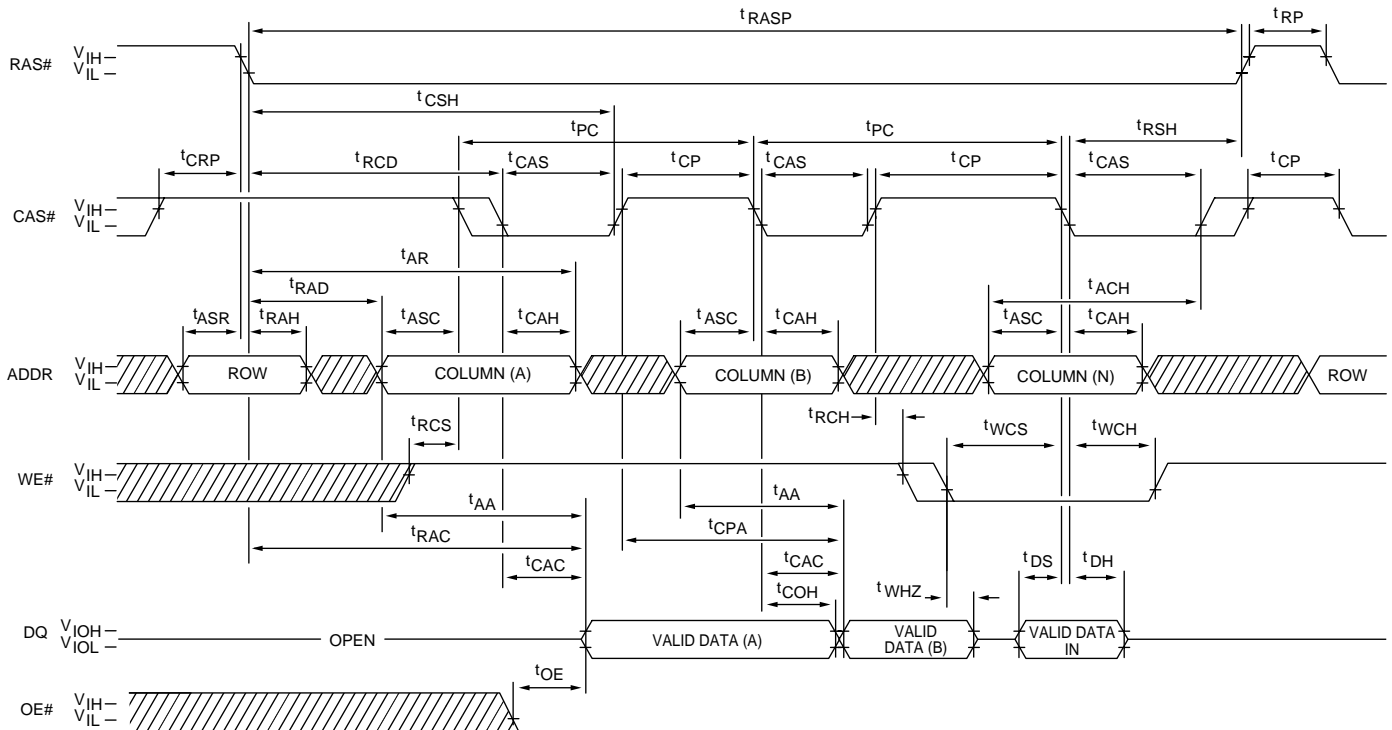 tRASP tRP
RAS# VIH VIL
tCSH
tPC tPC tRSH
tCRP tRCD tCAS tCP tCAS tCP tCAS tCP
CAS# VIH VIL
tAR
tRAD tACH
tASR tRAH tASC tCAH tASC tCAH tASC tCAH
ADDR VIH VIL ROW COLUMN (A) COLUMN (B) COLUMN (N) ROW
tRCH
tRCS tWCS tWCH
WE# VIH VIL
tAA tAA
tRAC tCPA
tCAC tCAC tDS tDH
tCOH tWHZ
DQ VIOH VIOL OPEN VALID DATA (A) VALID DATA (B) VALID DATA IN
tOE
OE# VIH VIL